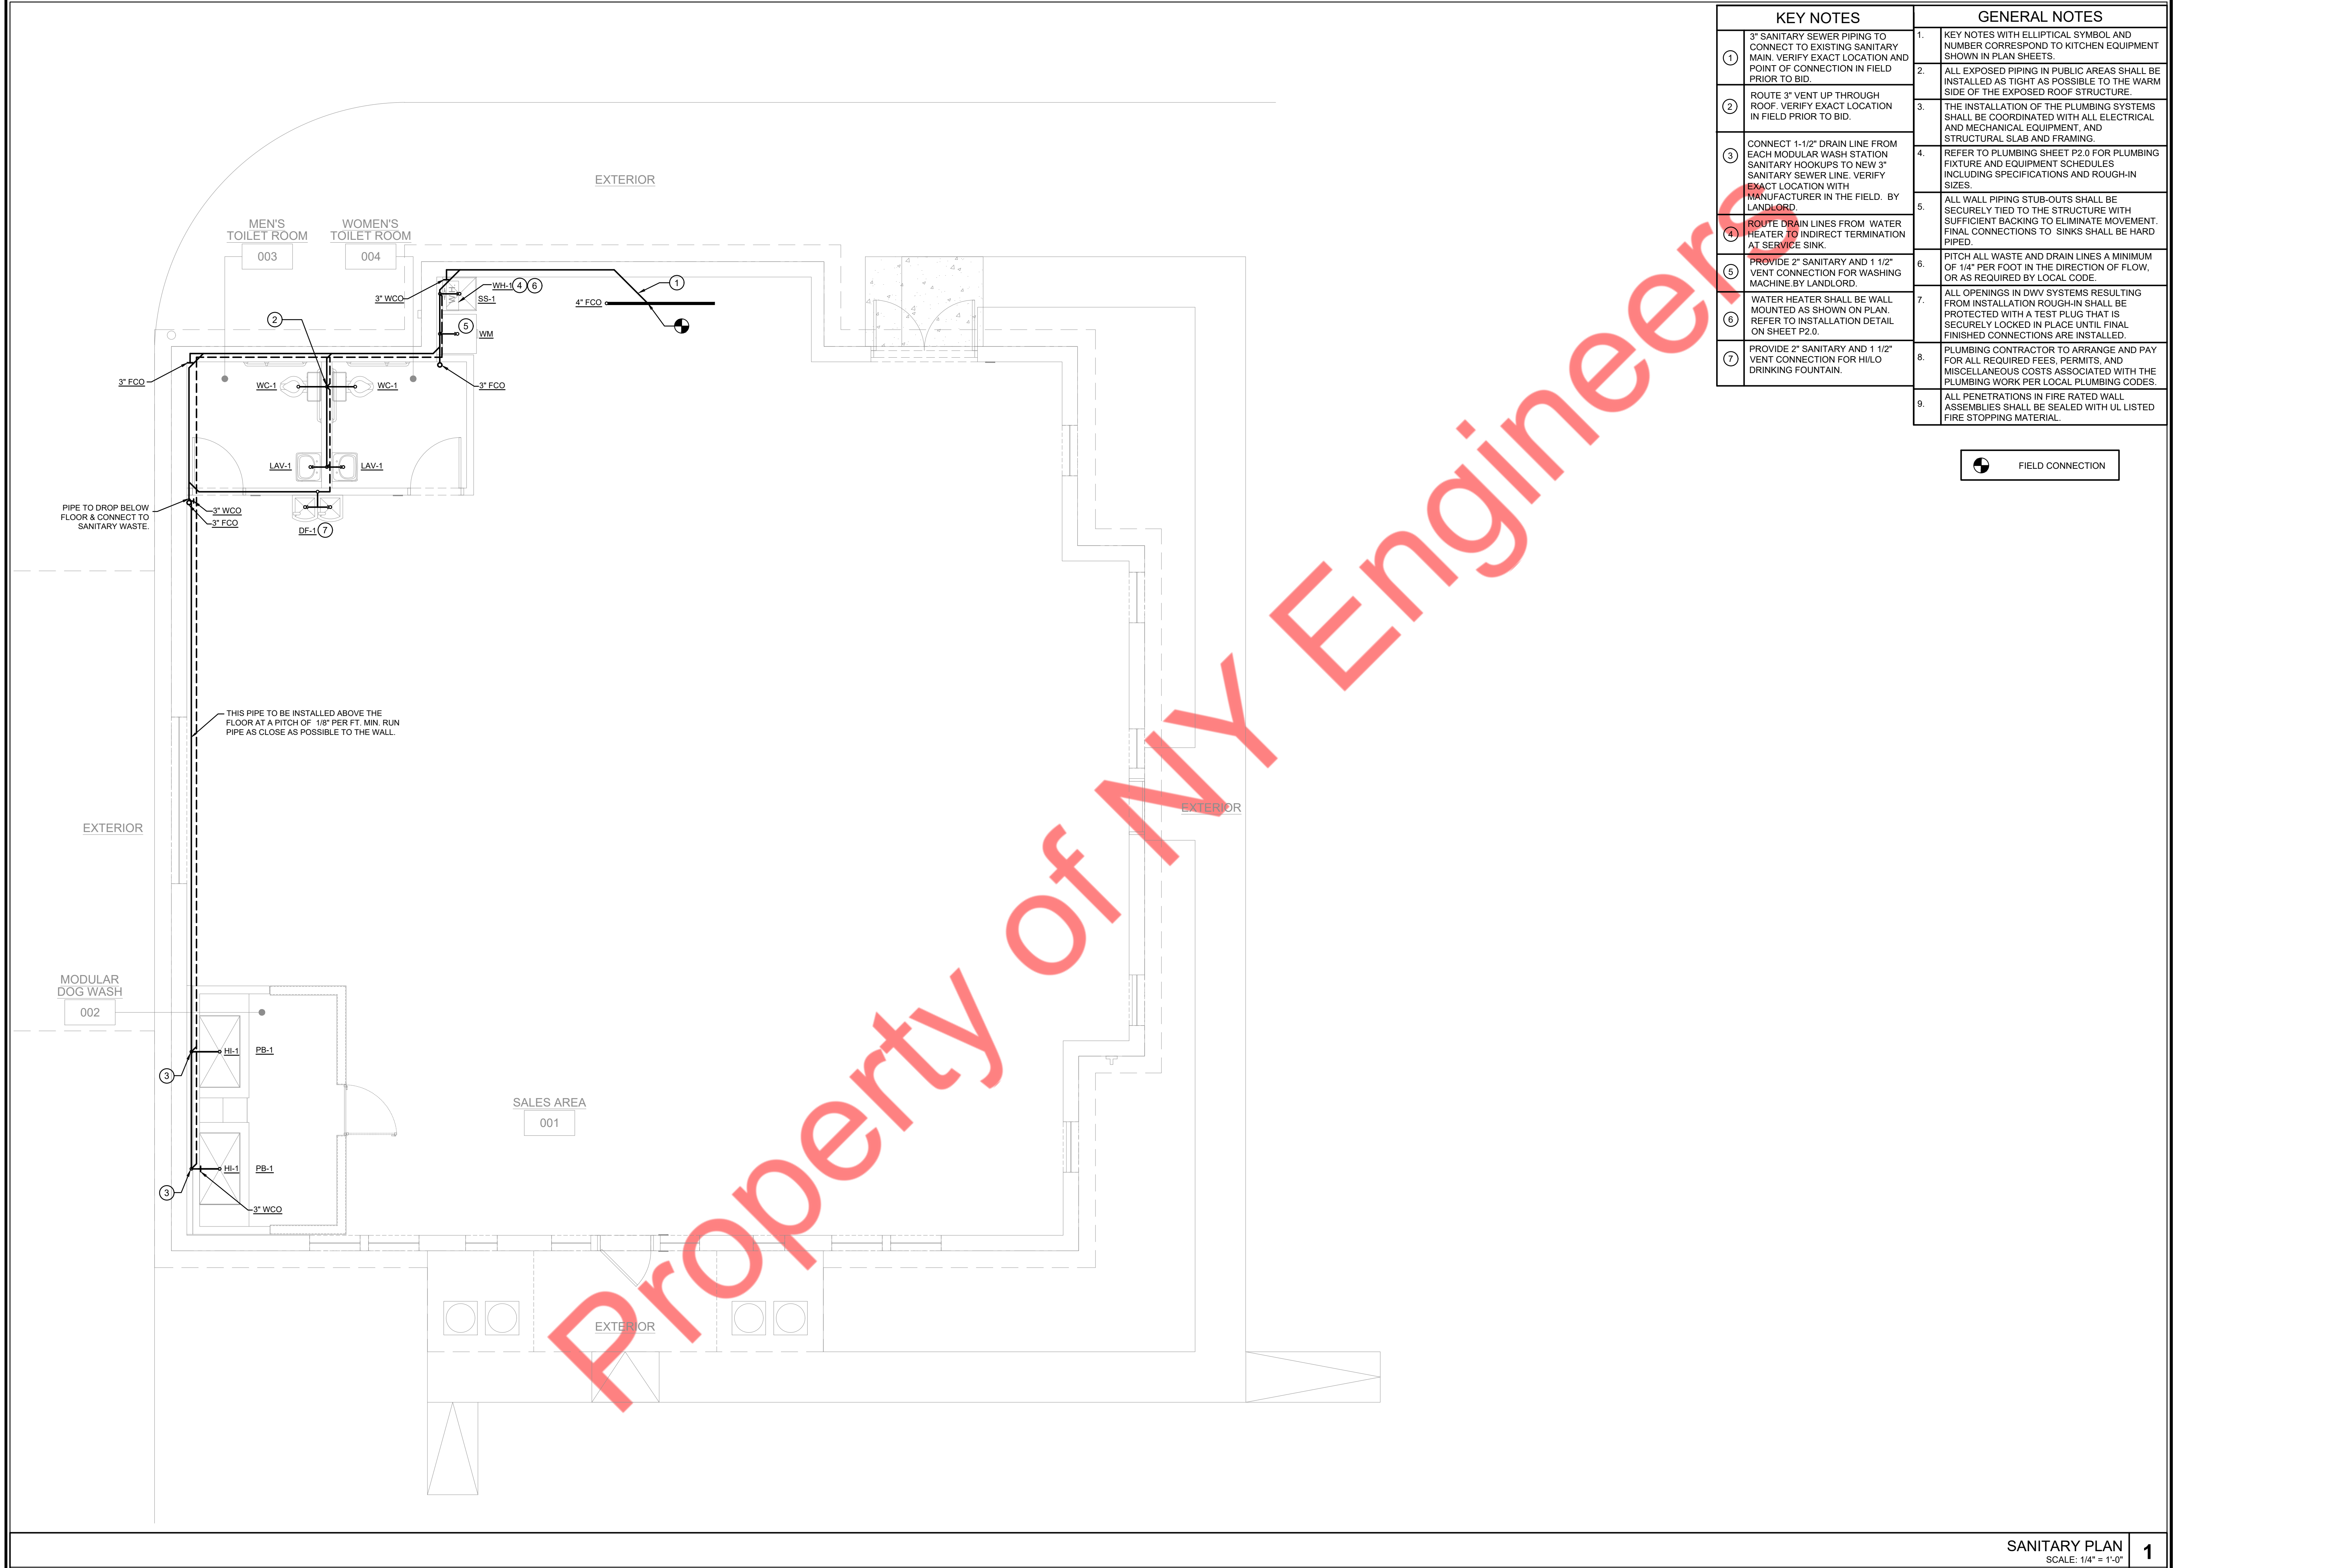 KEY NOTES
1
3" SANITARY SEWER PIPING TO
CONNECT TO EXISTING SANITARY
MAIN. VERIFY EXACT LOCATION AND
POINT OF CONNECTION IN FIELD
PRIOR TO BID.
2
ROUTE 3" VENT UP THROUGH
ROOF. VERIFY EXACT LOCATION
IN FIELD PRIOR TO BID.
3
CONNECT 1-1/2" DRAIN LINE FROM
EACH MODULAR WASH STATION
SANITARY HOOKUPS TO NEW 3"
SANITARY SEWER LINE. VERIFY
EXACT LOCATION WITH
MANUFACTURER IN THE FIELD. BY
LANDLORD.
4
ROUTE DRAIN LINES FROM WATER
HEATER TO INDIRECT TERMINATION
AT SERVICE SINK.
5
PROVIDE 2" SANITARY AND 1 1/2"
VENT CONNECTION FOR WASHING
MACHINE.BY LANDLORD.
6
WATER HEATER SHALL BE WALL
MOUNTED AS SHOWN ON PLAN.
REFER TO INSTALLATION DETAIL
ON SHEET P2.0.
7
PROVIDE 2" SANITARY AND 1 1/2"
VENT CONNECTION FOR HI/LO
DRINKING FOUNTAIN.
GENERAL NOTES
1.
KEY NOTES WITH ELLIPTICAL SYMBOL AND
NUMBER CORRESPOND TO KITCHEN EQUIPMENT
SHOWN IN PLAN SHEETS.
2.
ALL EXPOSED PIPING IN PUBLIC AREAS SHALL BE
INSTALLED AS TIGHT AS POSSIBLE TO THE WARM
SIDE OF THE EXPOSED ROOF STRUCTURE.
3.
THE INSTALLATION OF THE PLUMBING SYSTEMS
SHALL BE COORDINATED WITH ALL ELECTRICAL
AND MECHANICAL EQUIPMENT, AND
STRUCTURAL SLAB AND FRAMING.
4.
REFER TO PLUMBING SHEET P2.0 FOR PLUMBING
FIXTURE AND EQUIPMENT SCHEDULES
INCLUDING SPECIFICATIONS AND ROUGH-IN
SIZES.
5.
ALL WALL PIPING STUB-OUTS SHALL BE
SECURELY TIED TO THE STRUCTURE WITH
SUFFICIENT BACKING TO ELIMINATE MOVEMENT.
FINAL CONNECTIONS TO SINKS SHALL BE HARD
PIPED.
6.
PITCH ALL WASTE AND DRAIN LINES A MINIMUM
OF 1/4" PER FOOT IN THE DIRECTION OF FLOW,
OR AS REQUIRED BY LOCAL CODE.
7.
ALL OPENINGS IN DWV SYSTEMS RESULTING
FROM INSTALLATION ROUGH-IN SHALL BE
PROTECTED WITH A TEST PLUG THAT IS
SECURELY LOCKED IN PLACE UNTIL FINAL
FINISHED CONNECTIONS ARE INSTALLED.
8.
PLUMBING CONTRACTOR TO ARRANGE AND PAY
FOR ALL REQUIRED FEES, PERMITS, AND
MISCELLANEOUS COSTS ASSOCIATED WITH THE
PLUMBING WORK PER LOCAL PLUMBING CODES.
9.
ALL PENETRATIONS IN FIRE RATED WALL
ASSEMBLIES SHALL BE SEALED WITH UL LISTED
FIRE STOPPING MATERIAL.
FIELD CONNECTION
EXTERIOR
MEN'S
TOILET ROOM
003
WOMEN'S
TOILET ROOM
004
3" WCO
WH
WH-1 4 6
SS-1
4" FCO
1
2
5
WM
3" FCO
WC-1
WC-1
3" FCO
LAV-1
LAV-1
PIPE TO DROP BELOW
FLOOR & CONNECT TO
SANITARY WASTE.
3" WCO
3" FCO
DF-1 7
THIS PIPE TO BE INSTALLED ABOVE THE
FLOOR AT A PITCH OF 1/8" PER FT. MIN. RUN
PIPE AS CLOSE AS POSSIBLE TO THE WALL.
EXTERIOR
EXTERIOR
MODULAR
DOG WASH
002
HI-1 PB-1
3
SALES AREA
001
HI-1 PB-1
3
3" WCO
EXTERIOR
Property of NY Engineers
SANITARY PLAN
SCALE: 1/4" = 1'-0"
1